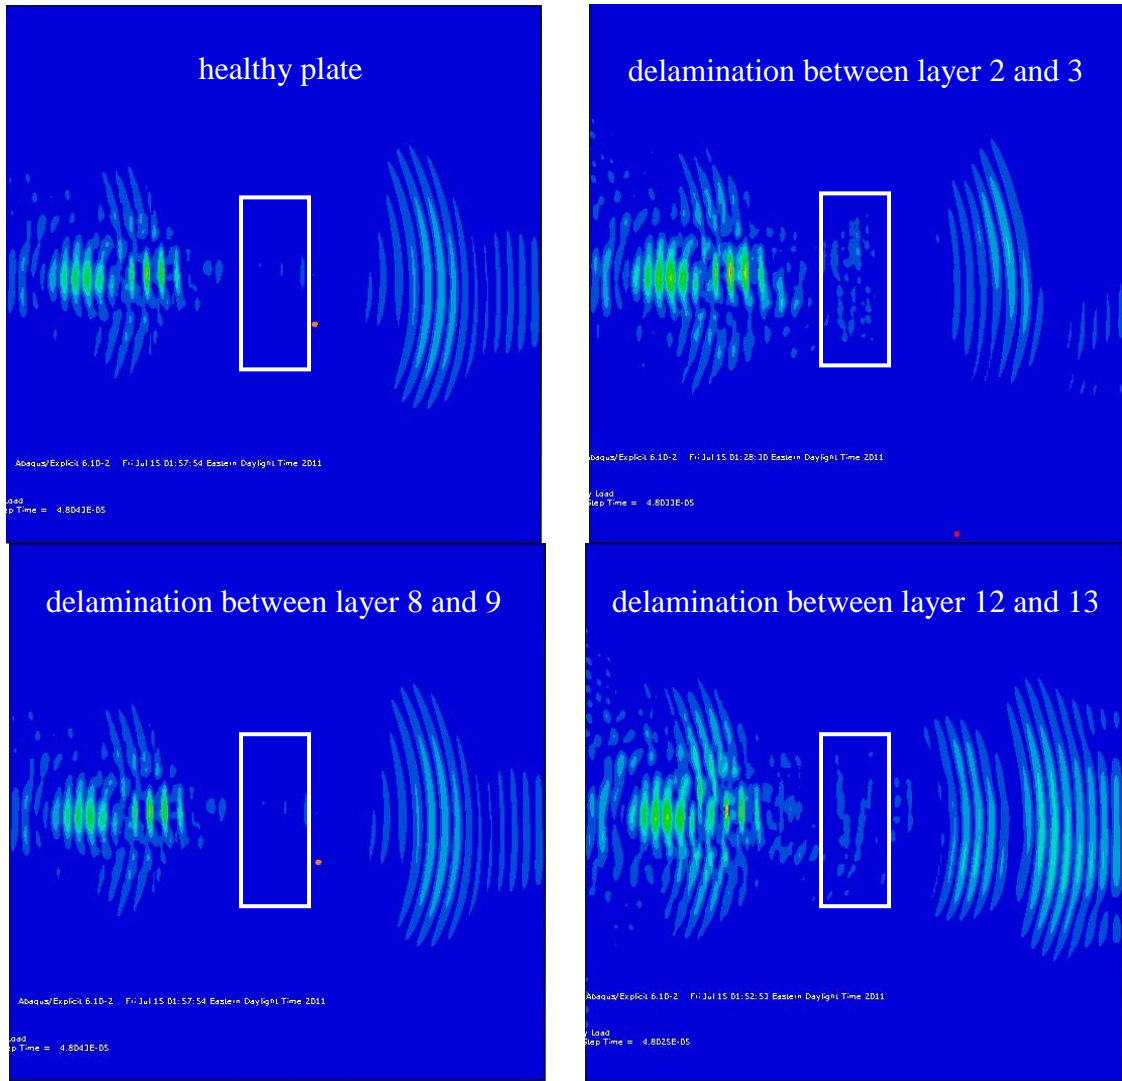 healthy plate
delamination between layer 2 and 3
Abaqus/Explicit 6.10-2 Fri Jul 15 01:57:54 Eastern Daylight Time 2011
Load
p Time = 4.8043E-05
baqus/Explicit 6.10-2 Fri Jul 15 01:28:30 Eastern Daylight Time 2011
y Load
Step Time = 4.8033E-05
delamination between layer 8 and 9
delamination between layer 12 and 13
Abaqus/Explicit 6.10-2 Fri Jul 15 01:57:54 Eastern Daylight Time 2011
oad
p Time = 4.8043E-05
Abaqus/Explicit 6.10-2 Fri Jul 15 01:52:53 Eastern Daylight Time 2011
y Load
Step Time = 4.8025E-05